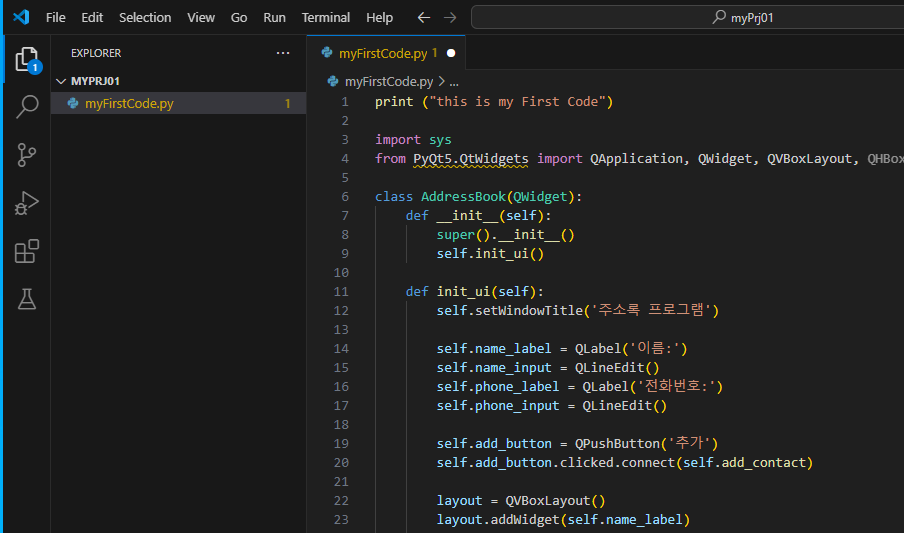 File Edit Selection View Go Run Terminal Help myPrj01
EXPLORER
MYPRJ01
myFirstCode.py 1
1
myFirstCode.py 1
myFirstCode.py > ...
1 print ("this is my First Code")
2
3 import sys
4 from PyQt5.QtWidgets import QApplication, QWidget, QVBoxLayout, QHBox
5
6 class AddressBook(QWidget):
7 def __init__(self):
8 super().__init__()
9 self.init_ui()
10
11 def init_ui(self):
12 self.setWindowTitle('주소록 프로그램')
13
14 self.name_label = QLabel('이름:')
15 self.name_input = QLineEdit()
16 self.phone_label = QLabel('전화번호:')
17 self.phone_input = QLineEdit()
18
19 self.add_button = QPushButton('추가')
20 self.add_button.clicked.connect(self.add_contact)
21
22 layout = QVBoxLayout()
23 layout.addWidget(self.name_label)